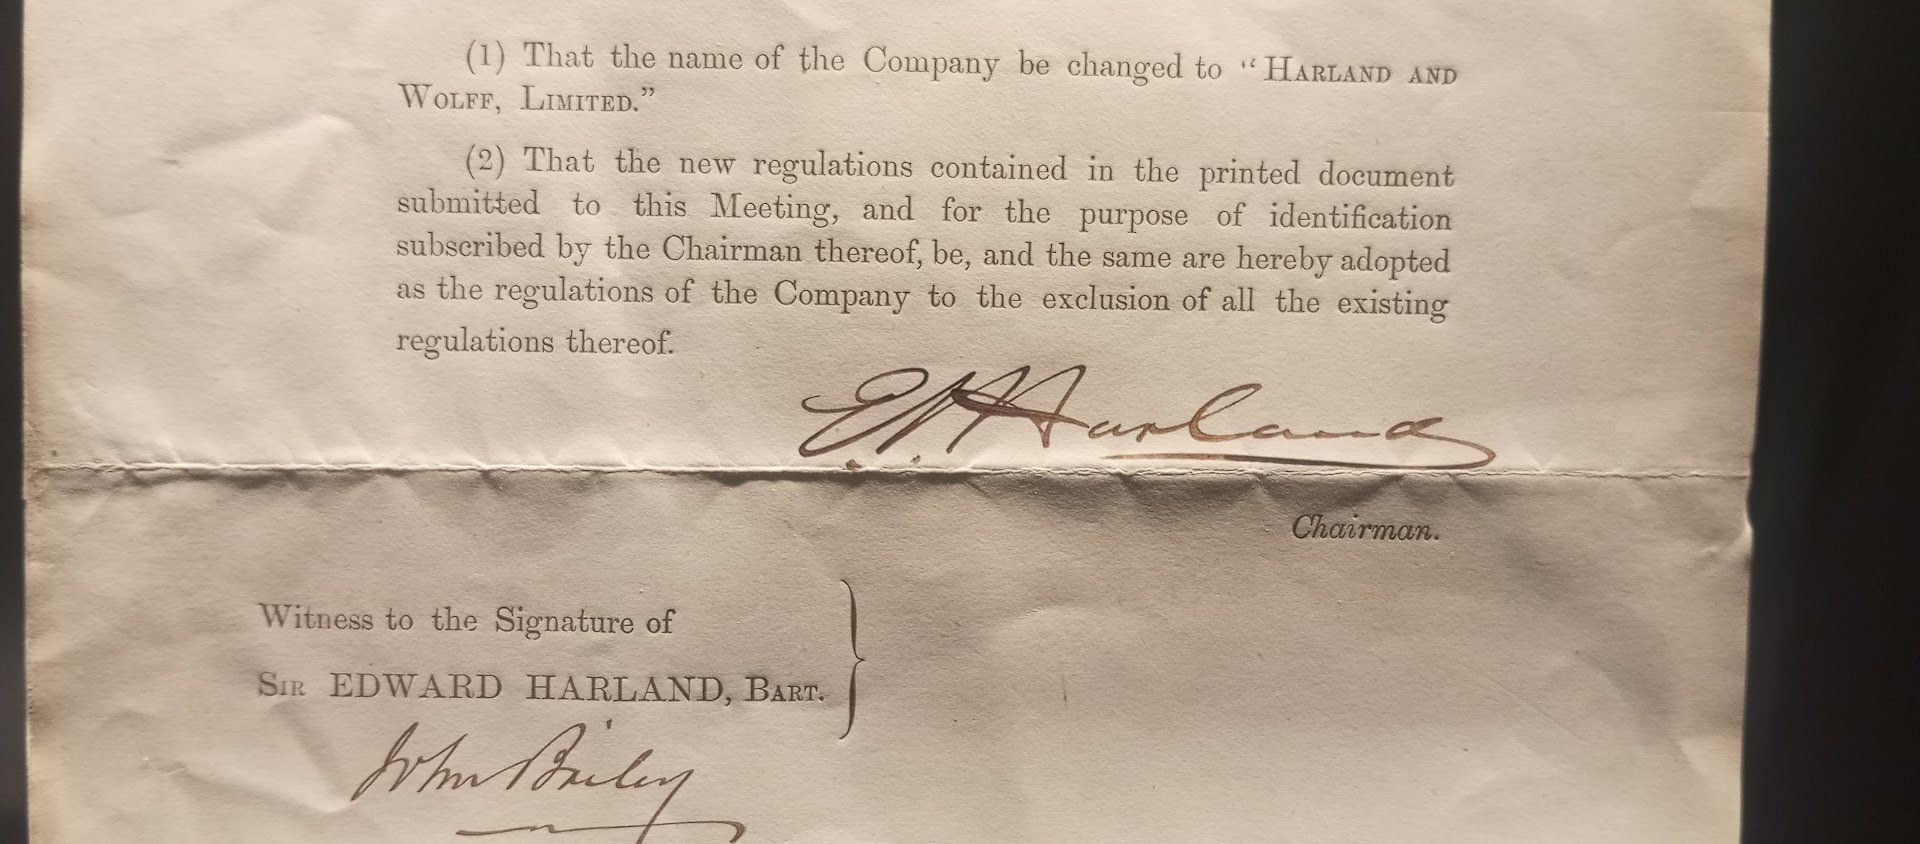 (1) That the name of the Company be changed to “HARLAND AND
WOLFF, LIMITED.”
(2) That the new regulations contained in the printed document
submitted to this Meeting, and for the purpose of identification
subscribed by the Chairman thereof, be, and the same are hereby adopted
as the regulations of the Company to the exclusion of all the existing
regulations thereof.
E. J. Harland
Chairman.
Witness to the Signature of
SIR EDWARD HARLAND, BART.
John Bailey